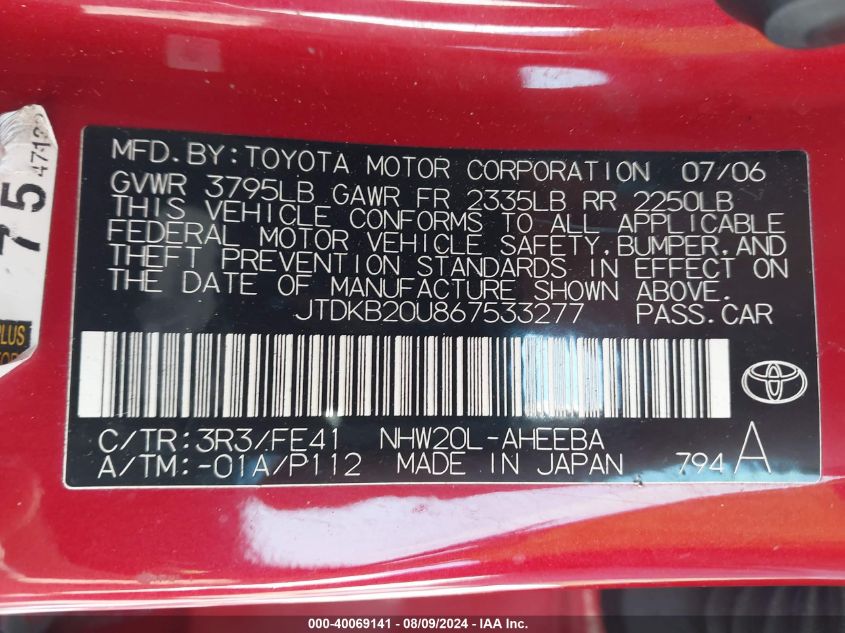 MFD.BY:TOYOTA MOTOR CORPORATION 07/06
GVWR 3795LB GAWR FR 2335LB RR 2250LB
THIS VEHICLE CONFORMS TO ALL APPLICABLE
FEDERAL MOTOR VEHICLE SAFETY,BUMPER,AND
THEFT PREVENTION STANDARDS IN EFFECT ON
THE DATE OF MANUFACTURE SHOWN ABOVE.
JTDKB20U867533277 PASS.CAR
C/TR:3R3/FE41 NHW20L-AHEEBA
A/TM:-01A/P112 MADE IN JAPAN 794 A
75
PLUS
000-40069141 - 08/09/2024 - IAA Inc.